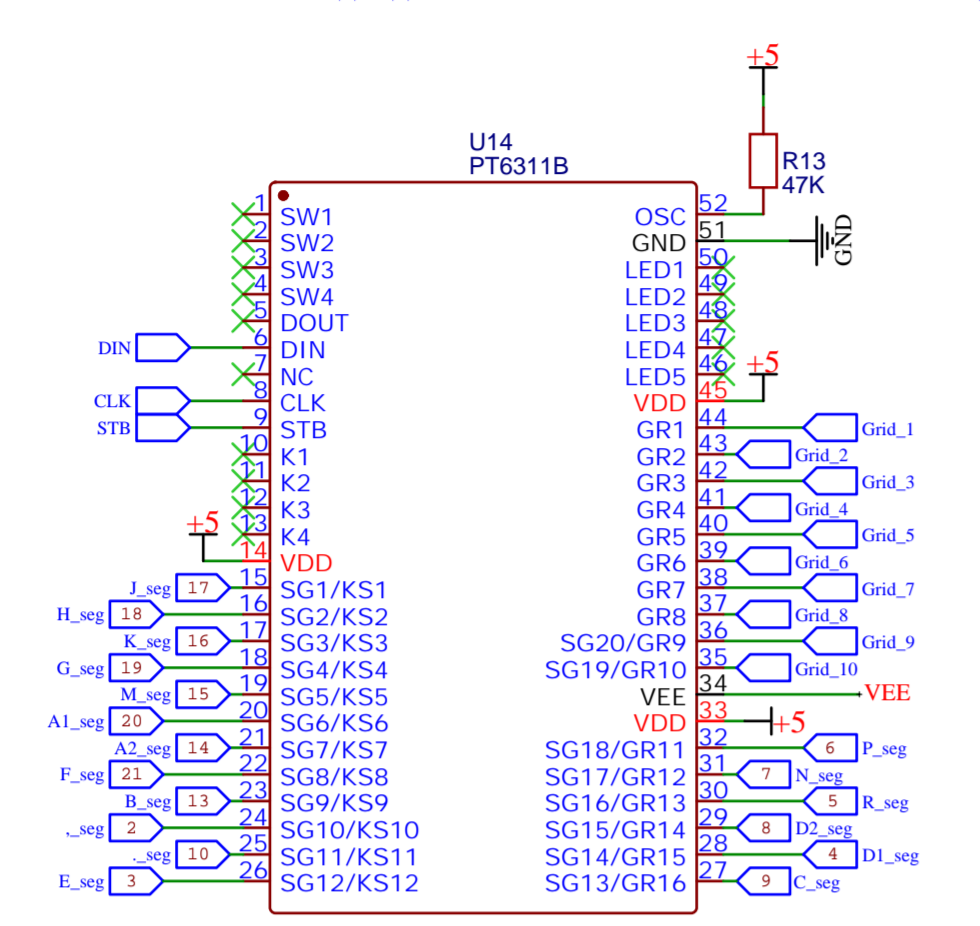 +5
U14
PT6311B
R13
47K
1 SW1
2 SW2
3 SW3
4 SW4
5 DOUT
DIN 6 DIN
7 NC
CLK 8 CLK
STB 9 STB
10 K1
11 K2
12 K3
13 K4
+5
14 VDD
J_seg 17 15 SG1/KS1
H_seg 18 16 SG2/KS2
K_seg 16 17 SG3/KS3
G_seg 19 18 SG4/KS4
M_seg 15 19 SG5/KS5
A1_seg 20 20 SG6/KS6
A2_seg 14 21 SG7/KS7
F_seg 21 22 SG8/KS8
B_seg 13 23 SG9/KS9
,_seg 2 24 SG10/KS10
._seg 10 25 SG11/KS11
E_seg 3 26 SG12/KS12
OSC 52
GND 51 GND
LED1 50
LED2 49
LED3 48
LED4 47
LED5 46
+5
VDD 45
GR1 44 Grid_1
GR2 43 Grid_2
GR3 42 Grid_3
GR4 41 Grid_4
GR5 40 Grid_5
GR6 39 Grid_6
GR7 38 Grid_7
GR8 37 Grid_8
SG20/GR9 36 Grid_9
SG19/GR10 35 Grid_10
VEE 34 VEE
VDD 33 +5
SG18/GR11 32 6 P_seg
SG17/GR12 31 7 N_seg
SG16/GR13 30 5 R_seg
SG15/GR14 29 8 D2_seg
SG14/GR15 28 4 D1_seg
SG13/GR16 27 9 C_seg